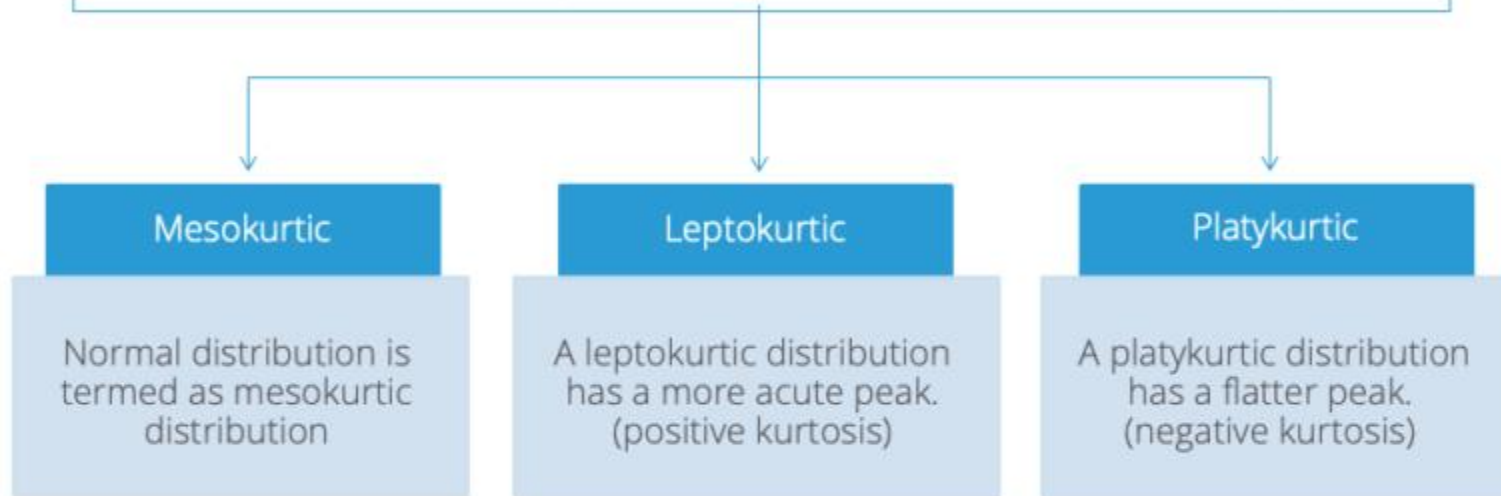 Mesokurtic
Normal distribution is
termed as mesokurtic
distribution
Leptokurtic
A leptokurtic distribution
has a more acute peak.
(positive kurtosis)
Platykurtic
A platykurtic distribution
has a flatter peak.
(negative kurtosis)